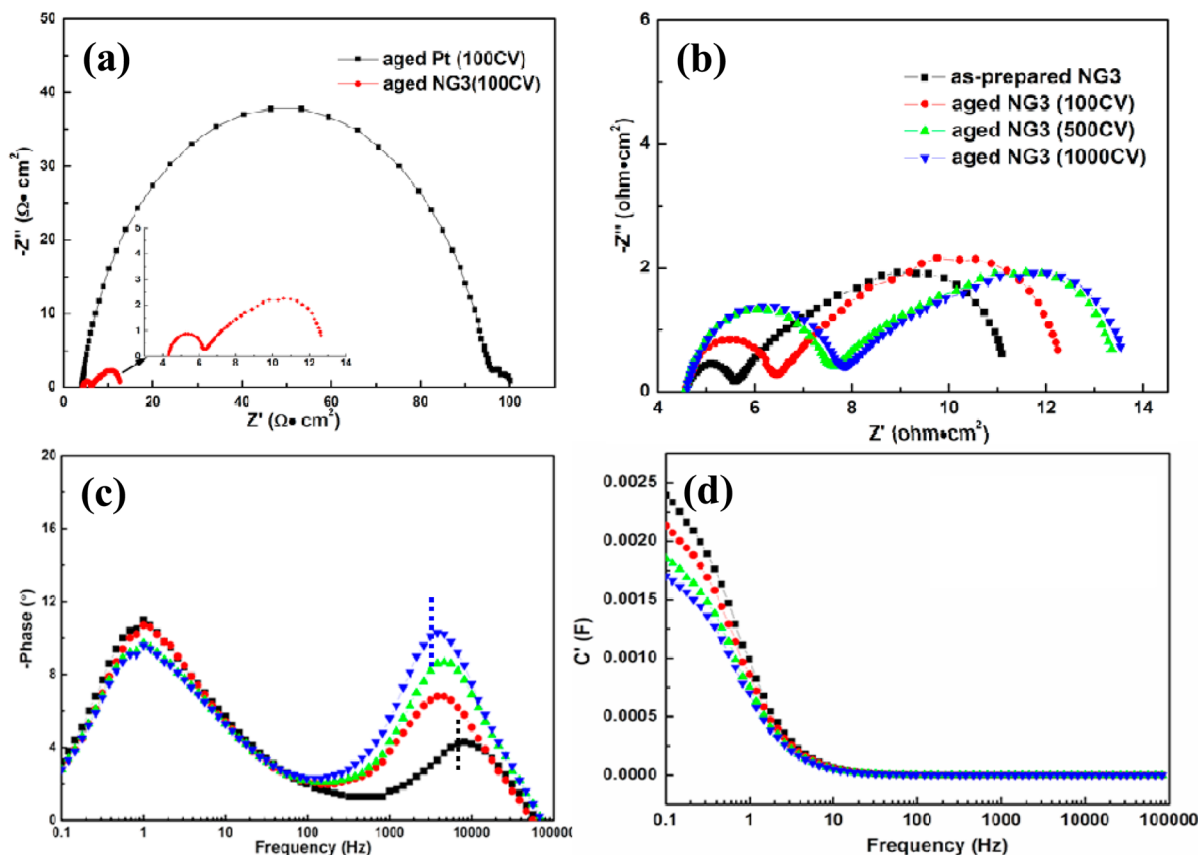 (a)
aged Pt (100CV)
aged NG3(100CV)
-Z'' (Ω• cm²)
50
40
30
20
10
0
5
4
3
2
1
0
4 6 8 10 12 14
0 20 40 60 80 100
Z' (Ω• cm²)
(b)
as-prepared NG3
aged NG3 (100CV)
aged NG3 (500CV)
aged NG3 (1000CV)
-Z'' (ohm•cm²)
6
4
2
0
4 6 8 10 12 14
Z' (ohm•cm²)
(c)
-Phase (°)
20
16
12
8
4
0
0.1 1 10 100 1000 10000 100000
Frequency (Hz)
(d)
C' (F)
0.0025
0.0020
0.0015
0.0010
0.0005
0.0000
0.1 1 10 100 1000 10000 100000
Frequency (Hz)